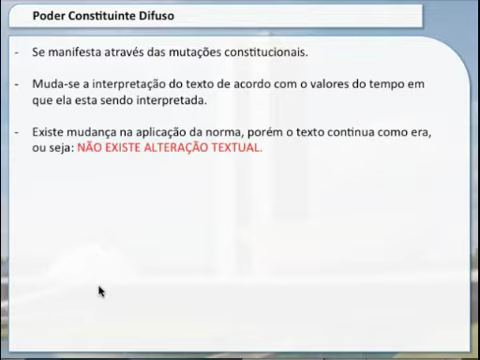 Poder Constituinte Difuso
- Se manifesta através das mutações constitucionais.
- Muda-se a interpretação do texto de acordo com o valores do tempo em
que ela esta sendo interpretada.
- Existe mudança na aplicação da norma, porém o texto continua como era,
ou seja: NÃO EXISTE ALTERAÇÃO TEXTUAL.